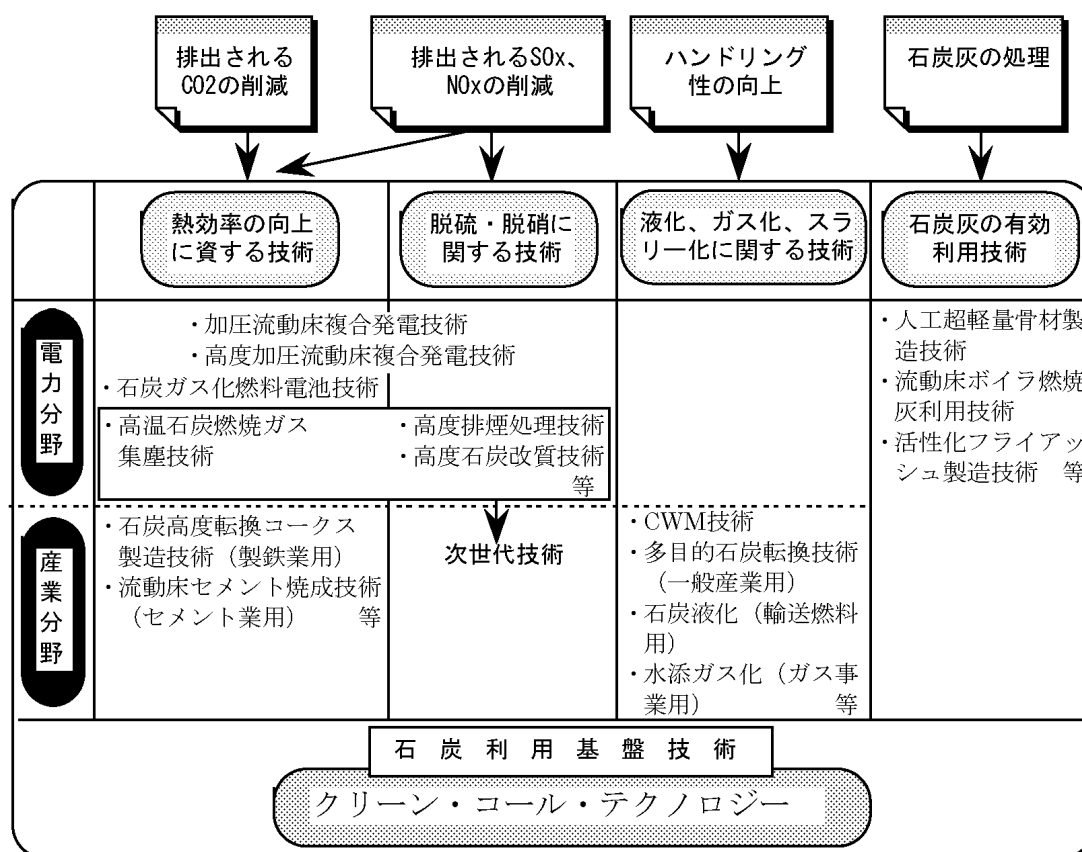 排出される
CO2の削減
排出されるSOx、
NOxの削減
ハンドリング
性の向上
石炭灰の処理
熱効率の向上
に資する技術
脱硫・脱硝に
関する技術
液化、ガス化、スラ
リー化に関する技術
石炭灰の有効
利用技術
電力分野
・加圧流動床複合発電技術
・高度加圧流動床複合発電技術
・石炭ガス化燃料電池技術
・高温石炭燃焼ガス
集塵技術
・高度排煙処理技術
・高度石炭改質技術
等
・人工超軽量骨材製
造技術
・流動床ボイラ燃焼
灰利用技術
・活性化フライアッ
シュ製造技術 等
産業分野
・石炭高度転換コークス
製造技術（製鉄業用）
・流動床セメント焼成技術
（セメント業用） 等
次世代技術
・CWM技術
・多目的石炭転換技術
（一般産業用）
・石炭液化（輸送燃料
用）
・水添ガス化（ガス事
業用） 等
石炭利用基盤技術
クリーン・コール・テクノロジー